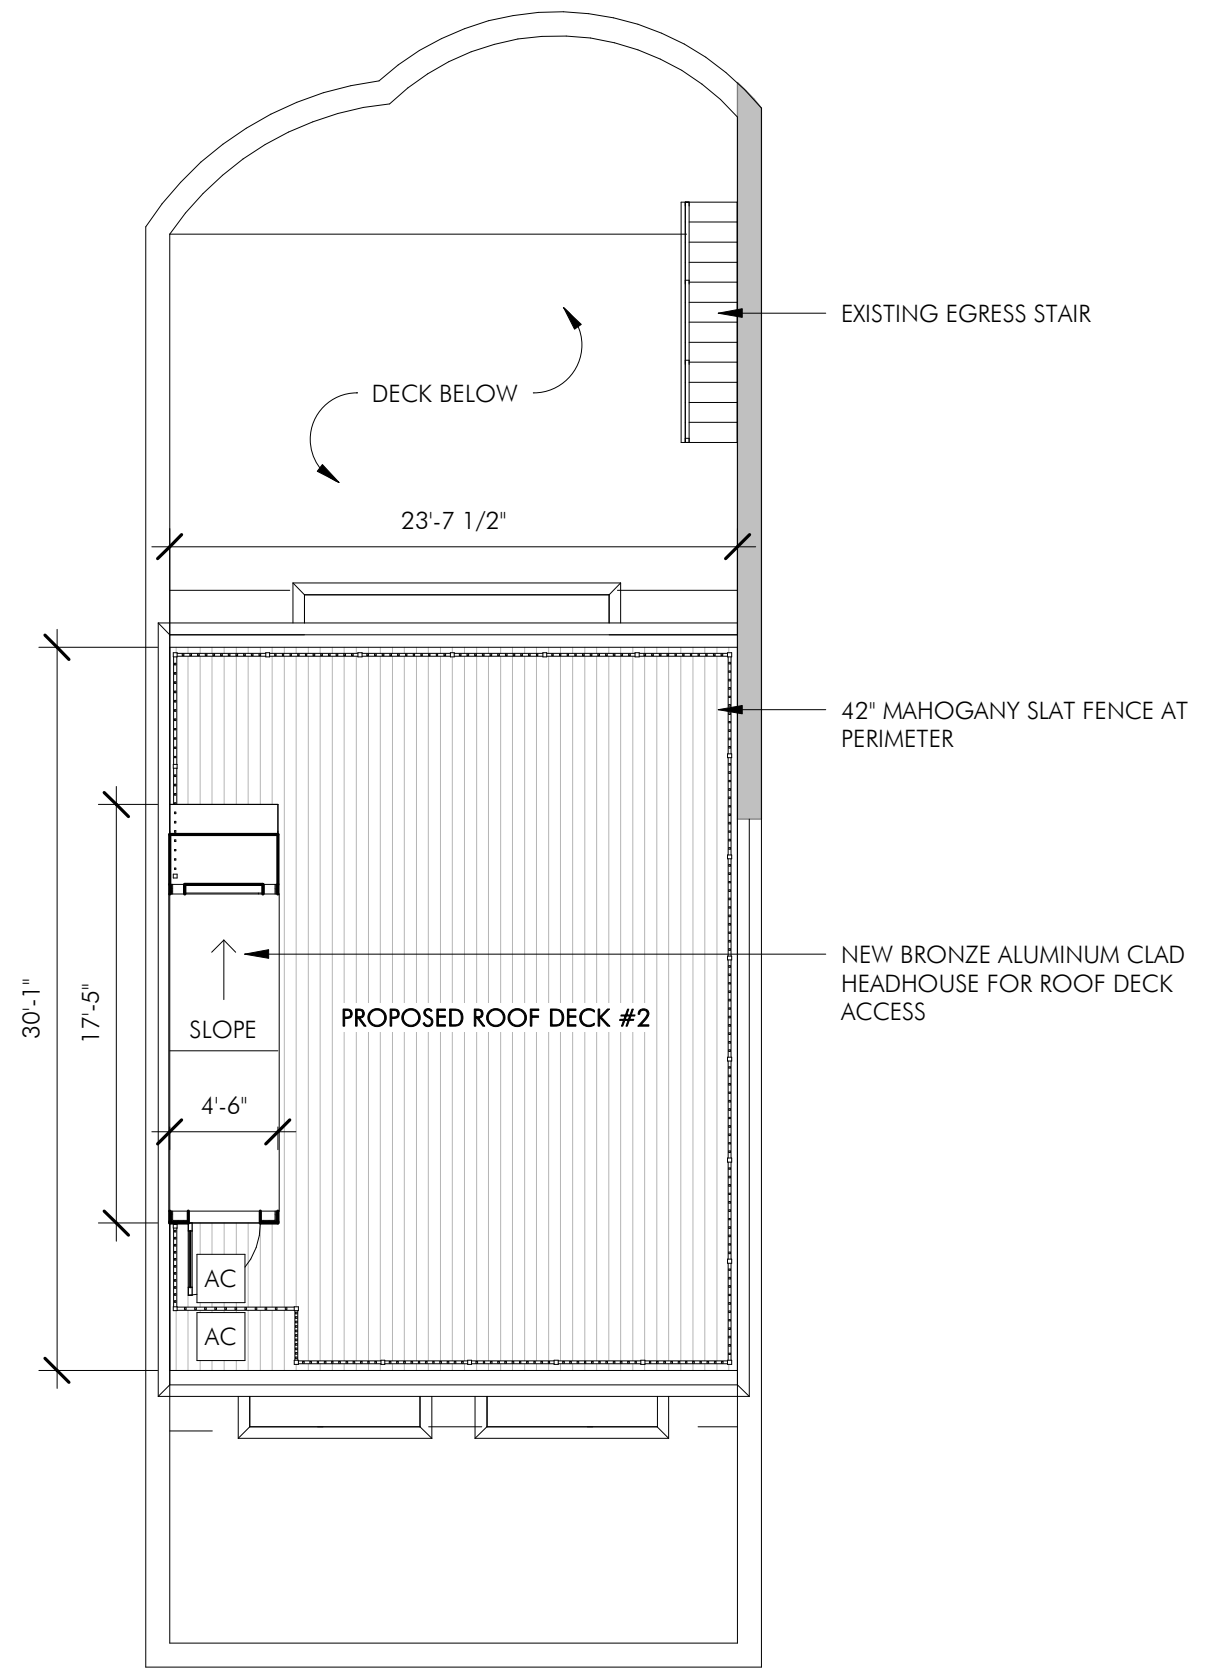 EXISTING EGRESS STAIR
DECK BELOW
23'-7 1/2"
42" MAHOGANY SLAT FENCE AT
PERIMETER
NEW BRONZE ALUMINUM CLAD
HEADHOUSE FOR ROOF DECK
ACCESS
30'-1"
17'-5"
PROPOSED ROOF DECK #2
SLOPE
4'-6"
AC
AC